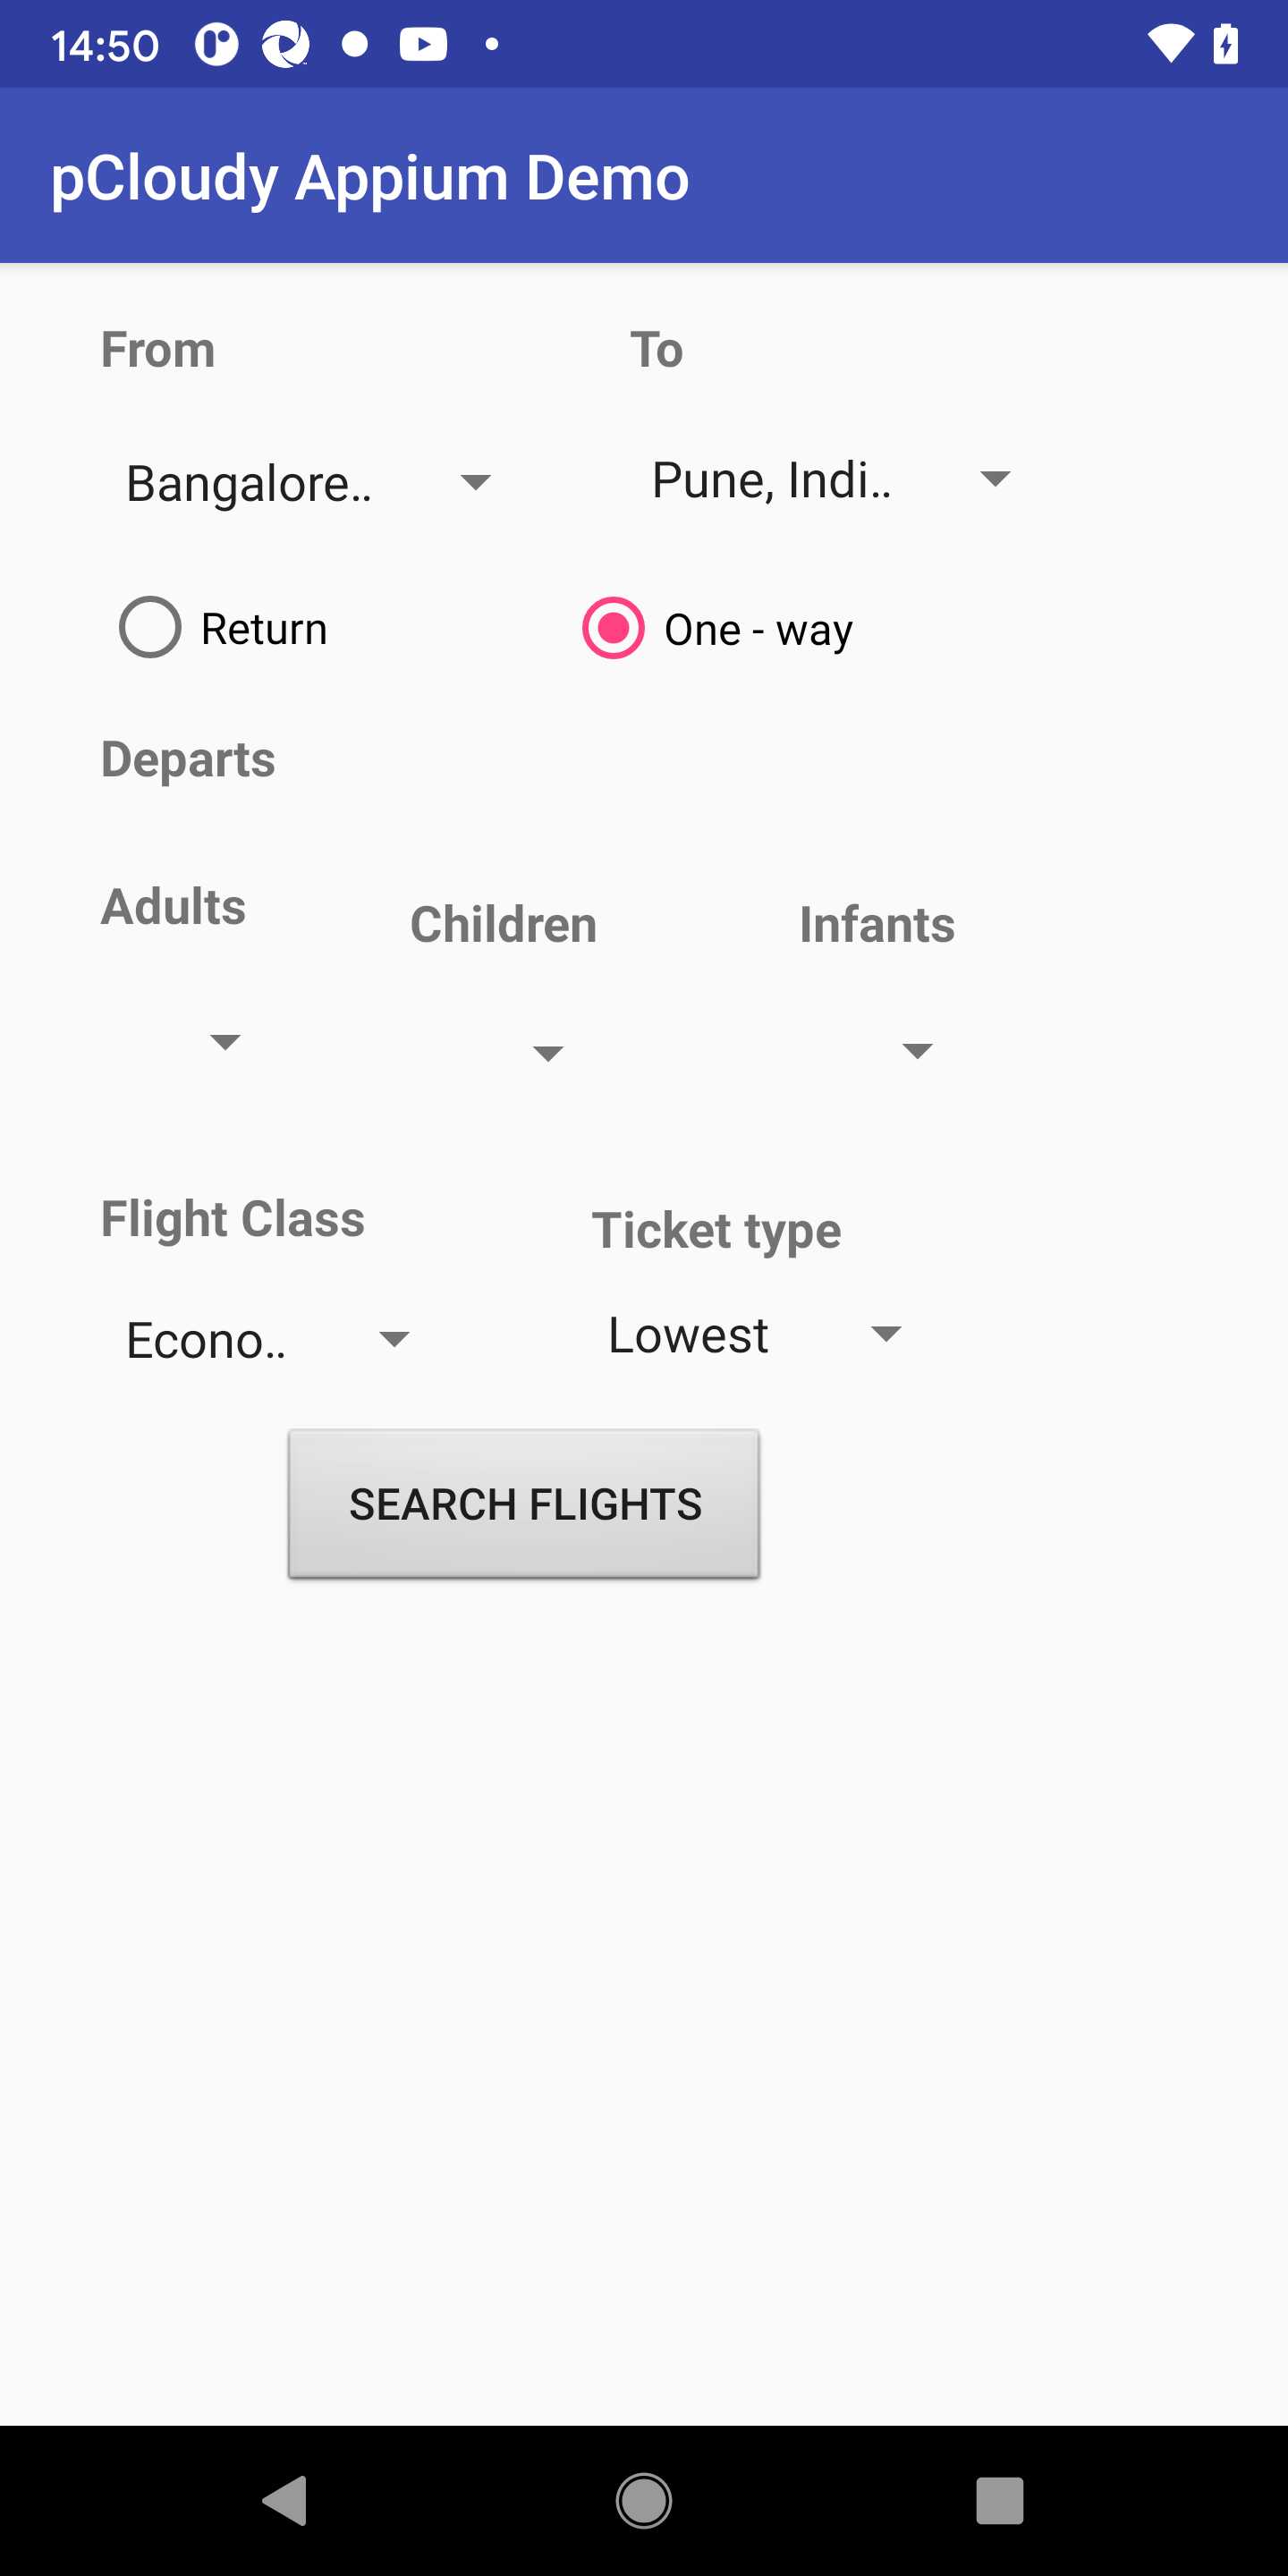 14:50
pCloudy Appium Demo
From To
Bangalore.. Pune, Indi..
Return One - way
Departs
Adults Children Infants
Flight Class Ticket type
Econo.. Lowest
SEARCH FLIGHTS